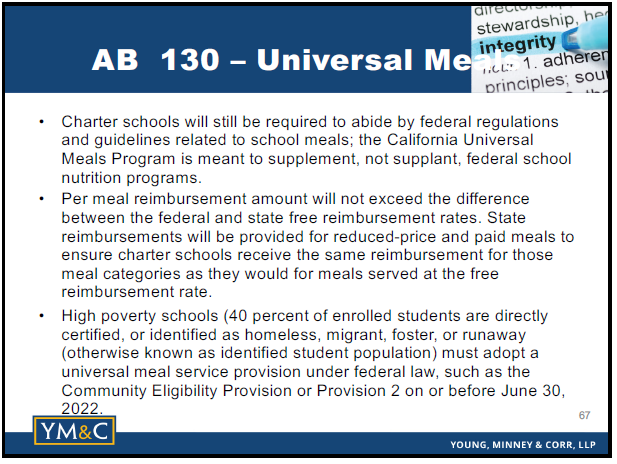 directorship,
stewardship,
integrity
AB 130 – Universal Meals
1. adheren
principles; sou
• Charter schools will still be required to abide by federal regulations
and guidelines related to school meals; the California Universal
Meals Program is meant to supplement, not supplant, federal school
nutrition programs.
• Per meal reimbursement amount will not exceed the difference
between the federal and state free reimbursement rates. State
reimbursements will be provided for reduced-price and paid meals to
ensure charter schools receive the same reimbursement for those
meal categories as they would for meals served at the free
reimbursement rate.
• High poverty schools (40 percent of enrolled students are directly
certified, or identified as homeless, migrant, foster, or runaway
(otherwise known as identified student population) must adopt a
universal meal service provision under federal law, such as the
Community Eligibility Provision or Provision 2 on or before June 30,
2022.
67
YM&C
YOUNG, MINNEY & CORR, LLP